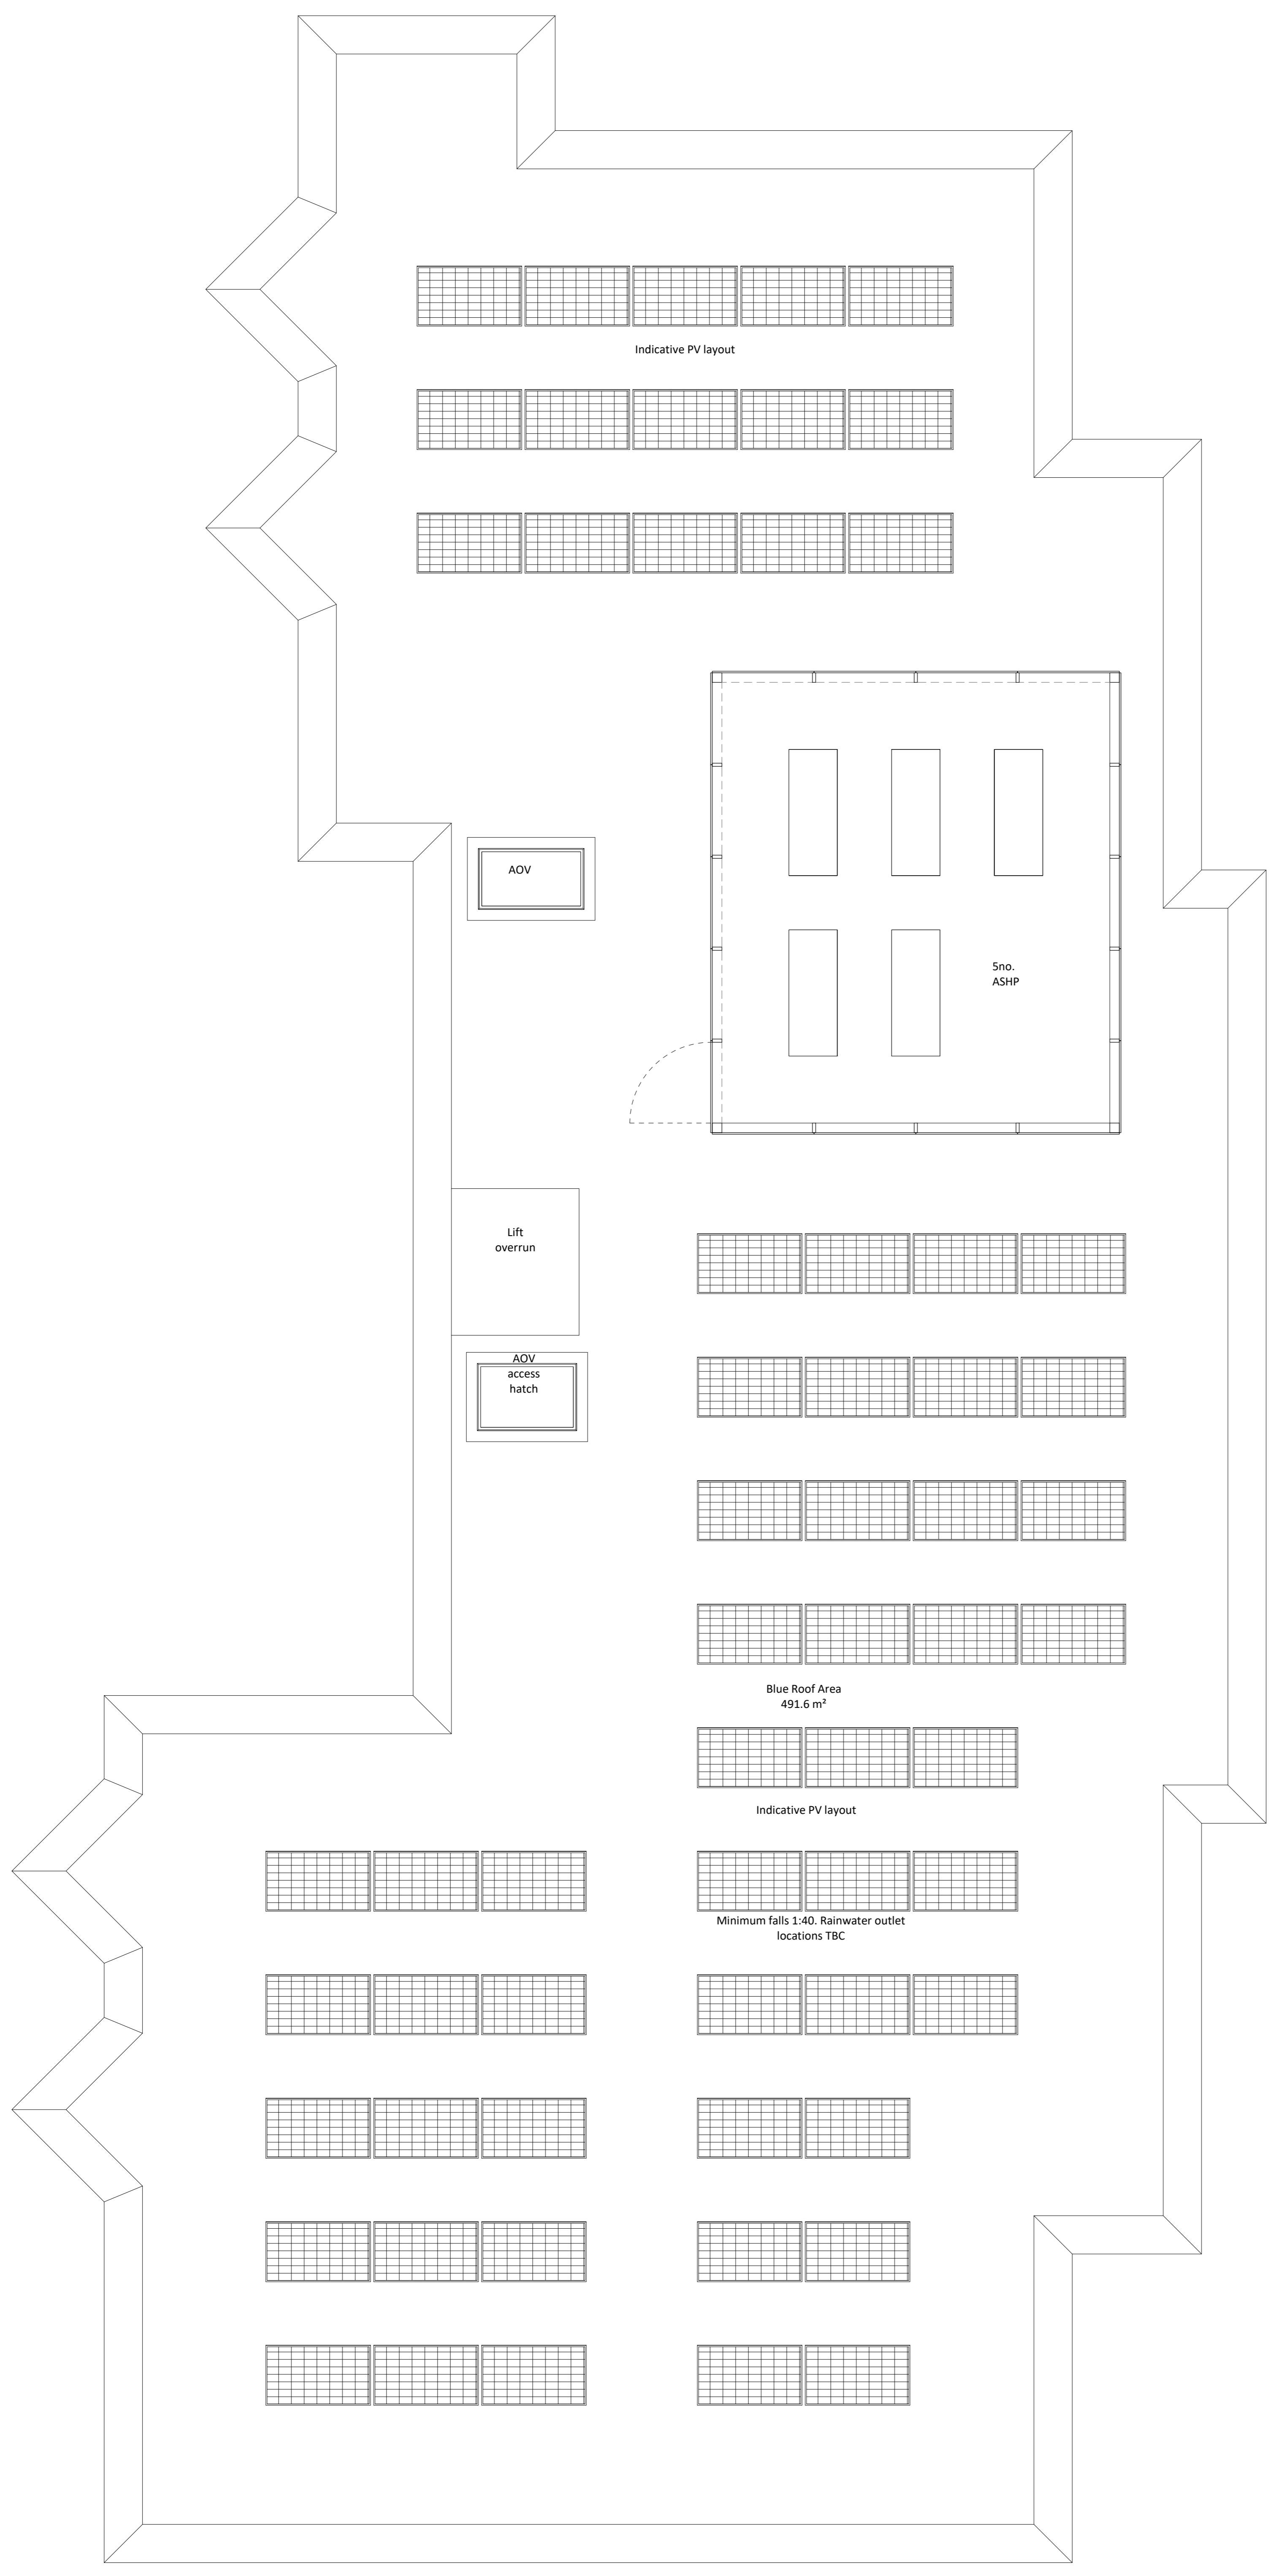 Indicative PV layout
AOV
5no.
ASHP
Lift
overrun
AOV
access
hatch
Blue Roof Area
491.6 m²
Indicative PV layout
Minimum falls 1:40. Rainwater outlet
locations TBC